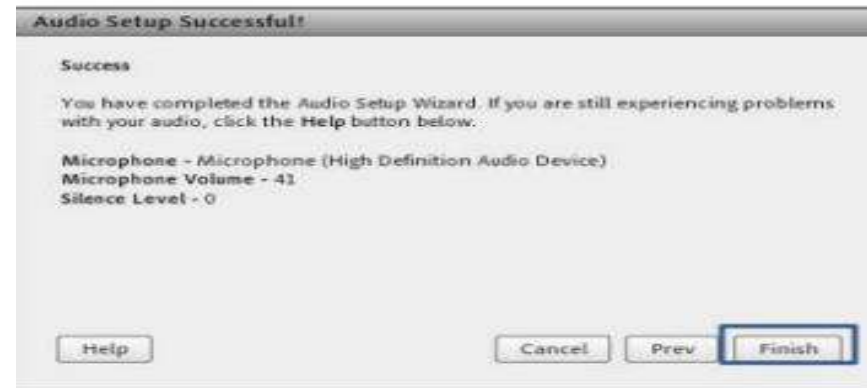 Audio Setup Successful!
Success
You have completed the Audio Setup Wizard. If you are still experiencing problems
with your audio, click the Help button below.
Microphone - Microphone (High Definition Audio Device)
Microphone Volume - 41
Silence Level - 0
Help Cancel Prev Finish